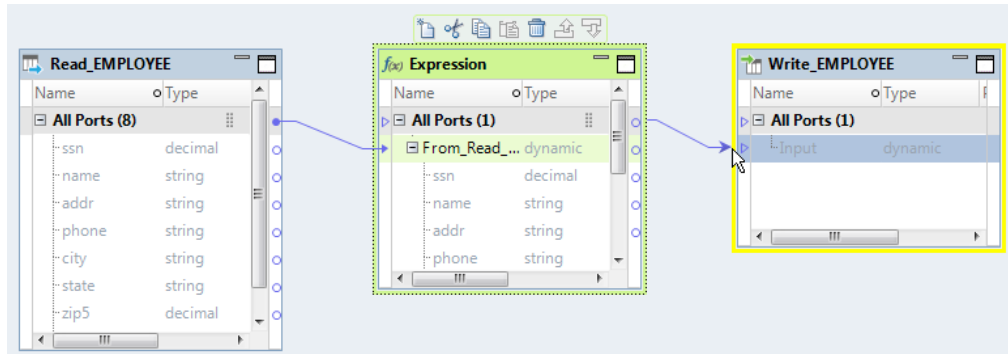 Read_EMPLOYEE
Name Type
All Ports (8)
ssn decimal
name string
addr string
phone string
city string
state string
zip5 decimal
f(x) Expression
Name Type
All Ports (1)
From_Read_... dynamic
ssn decimal
name string
addr string
phone string
Write_EMPLOYEE
Name Type
All Ports (1)
Input dynamic